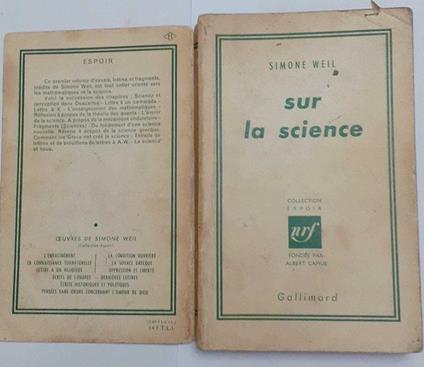 ESPOIR
Ce premier volume d'essais, lettres et fragments,
inédits de Simone Weil, est tout entier orienté vers
les mathématiques et la science.
Voici la succession des chapitres : Science et
perception dans Descartes - Lettre à un camarade -
Lettre à X - L'enseignement des mathématiques -
Réflexion à propos de la théorie des quanta - L'avenir
de la science. A propos de la mécanique ondulatoire -
Fragments (Sciences) - Du fondement d'une science
nouvelle. Rêverie à propos de la science grecque.
Comment les Grecs ont créé la science - Extraits de
lettres et de brouillons de lettres à A.W. - La science
et nous.
ŒUVRES DE SIMONE WEIL
(Collection Espoir)
L'ENRACINEMENT
LA CONNAISSANCE SURNATURELLE
LETTRE A UN RELIGIEUX
ÉCRITS DE LONDRES
LA CONDITION OUVRIÈRE
LA SOURCE GRECQUE
OPPRESSION ET LIBERTÉ
DERNIÈRES LETTRES
ÉCRITS HISTORIQUES ET POLITIQUES
PENSÉES SANS ORDRE CONCERNANT L'AMOUR DE DIEU
14 F T.L.I.
SIMONE WEIL
sur
la science
COLLECTION
ESPOIR
nrf
FONDÉE PAR
ALBERT CAMUS
Gallimard